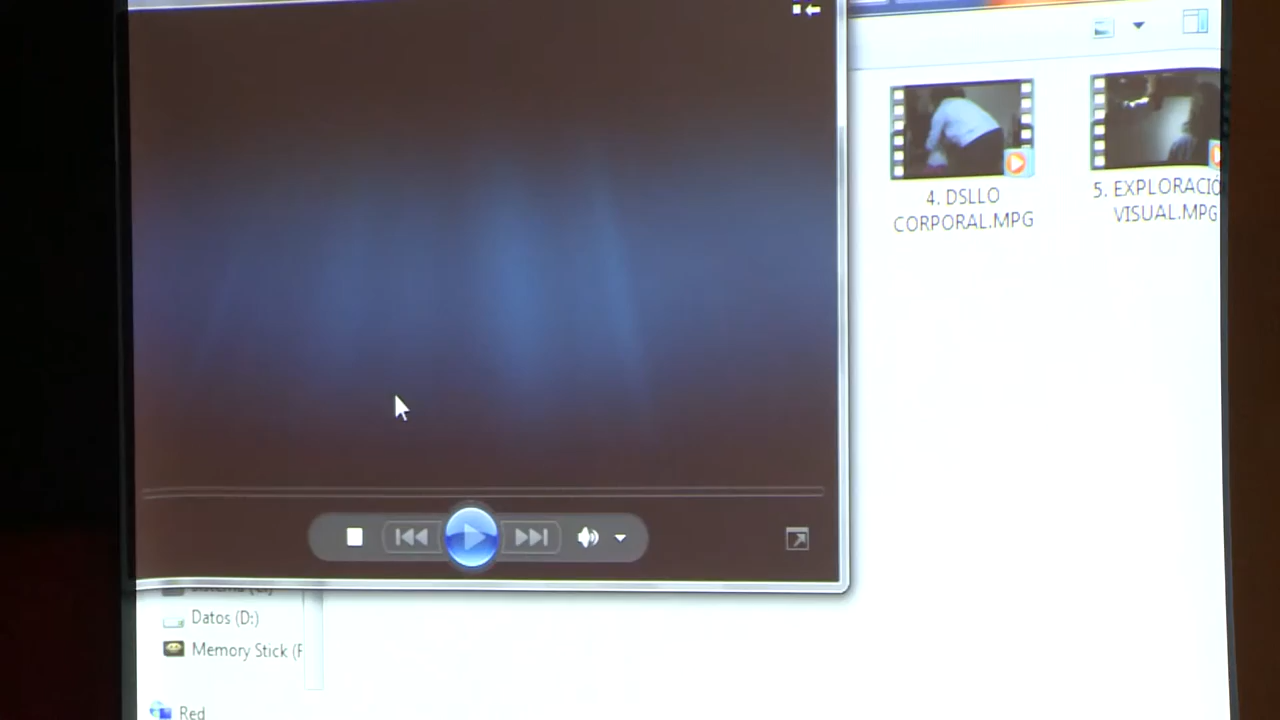 4. DSLLO
CORPORAL.MPG
5. EXPLORACIÓ
VISUAL.MPG
Datos (D:)
Memory Stick (F
Red